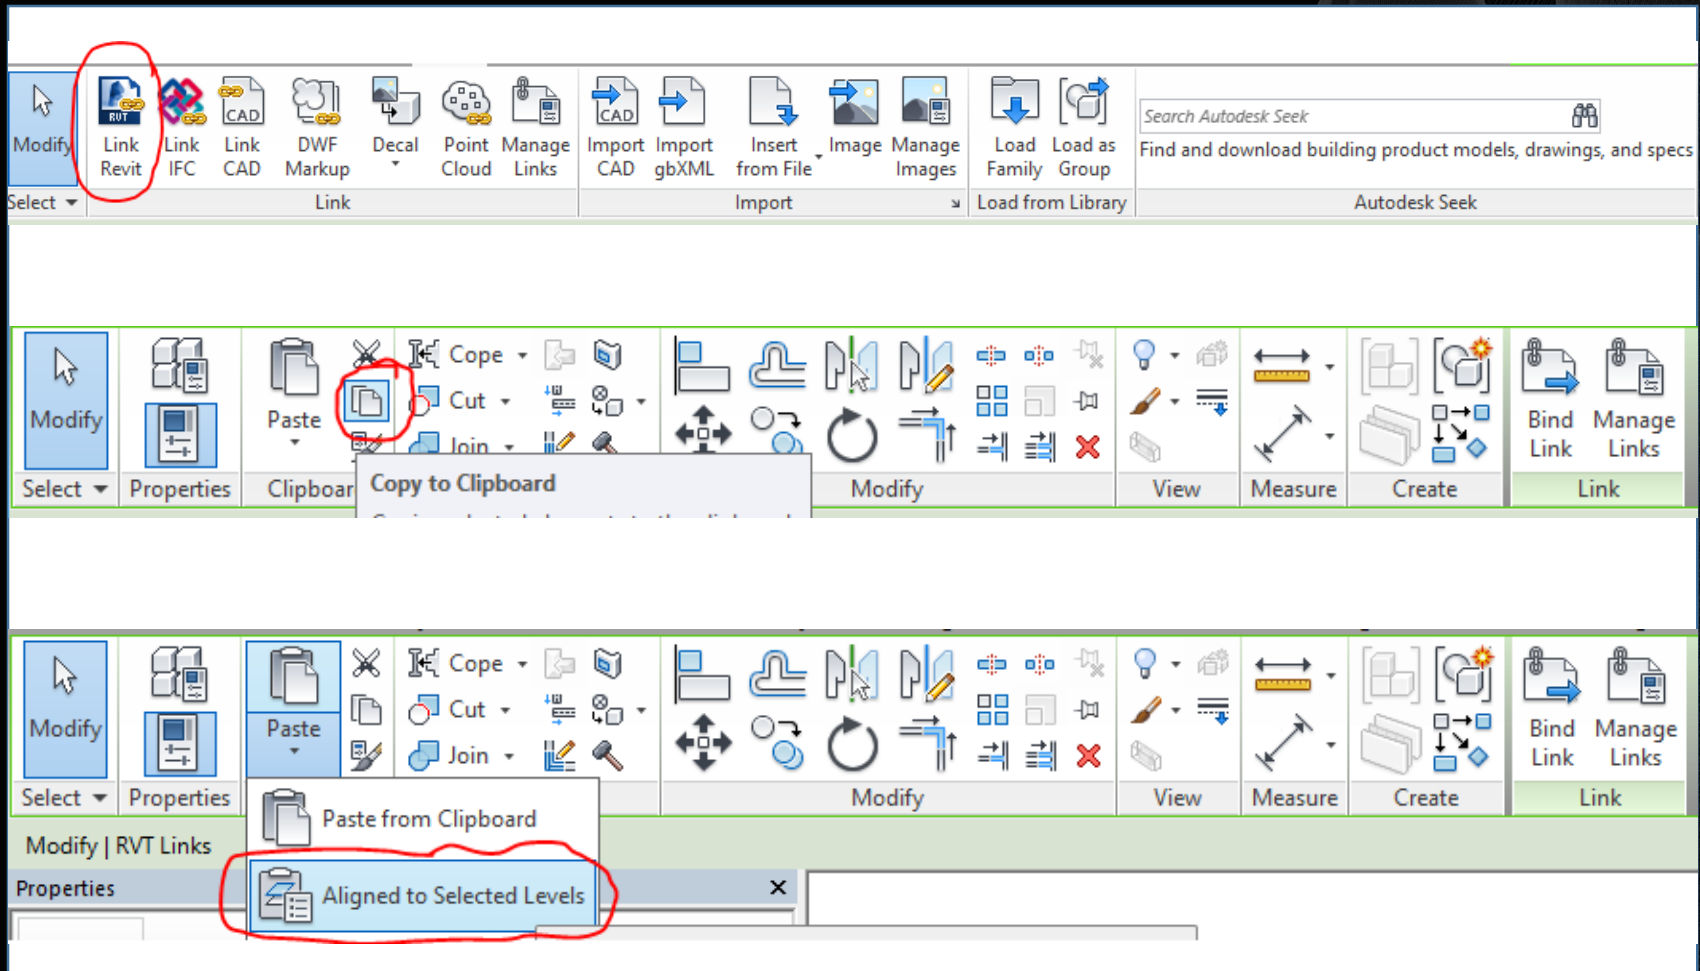 Modify
Link Revit
Link IFC
Link CAD
DWF Markup
Decal
Point Cloud
Manage Links
Import CAD
Import gbXML
Insert from File
Image
Manage Images
Load Family
Load as Group
RVT
CAD
CAD
Search Autodesk Seek
Find and download building product models, drawings, and specs
Select
Link
Import
Load from Library
Autodesk Seek
Modify
Paste
Cope
Cut
Join
Bind Link
Manage Links
Select
Properties
Copy to Clipboard
Modify
View
Measure
Create
Link
Modify
Paste
Cope
Cut
Join
Bind Link
Manage Links
Select
Properties
Modify
View
Measure
Create
Link
Paste from Clipboard
Modify | RVT Links
Properties
Aligned to Selected Levels